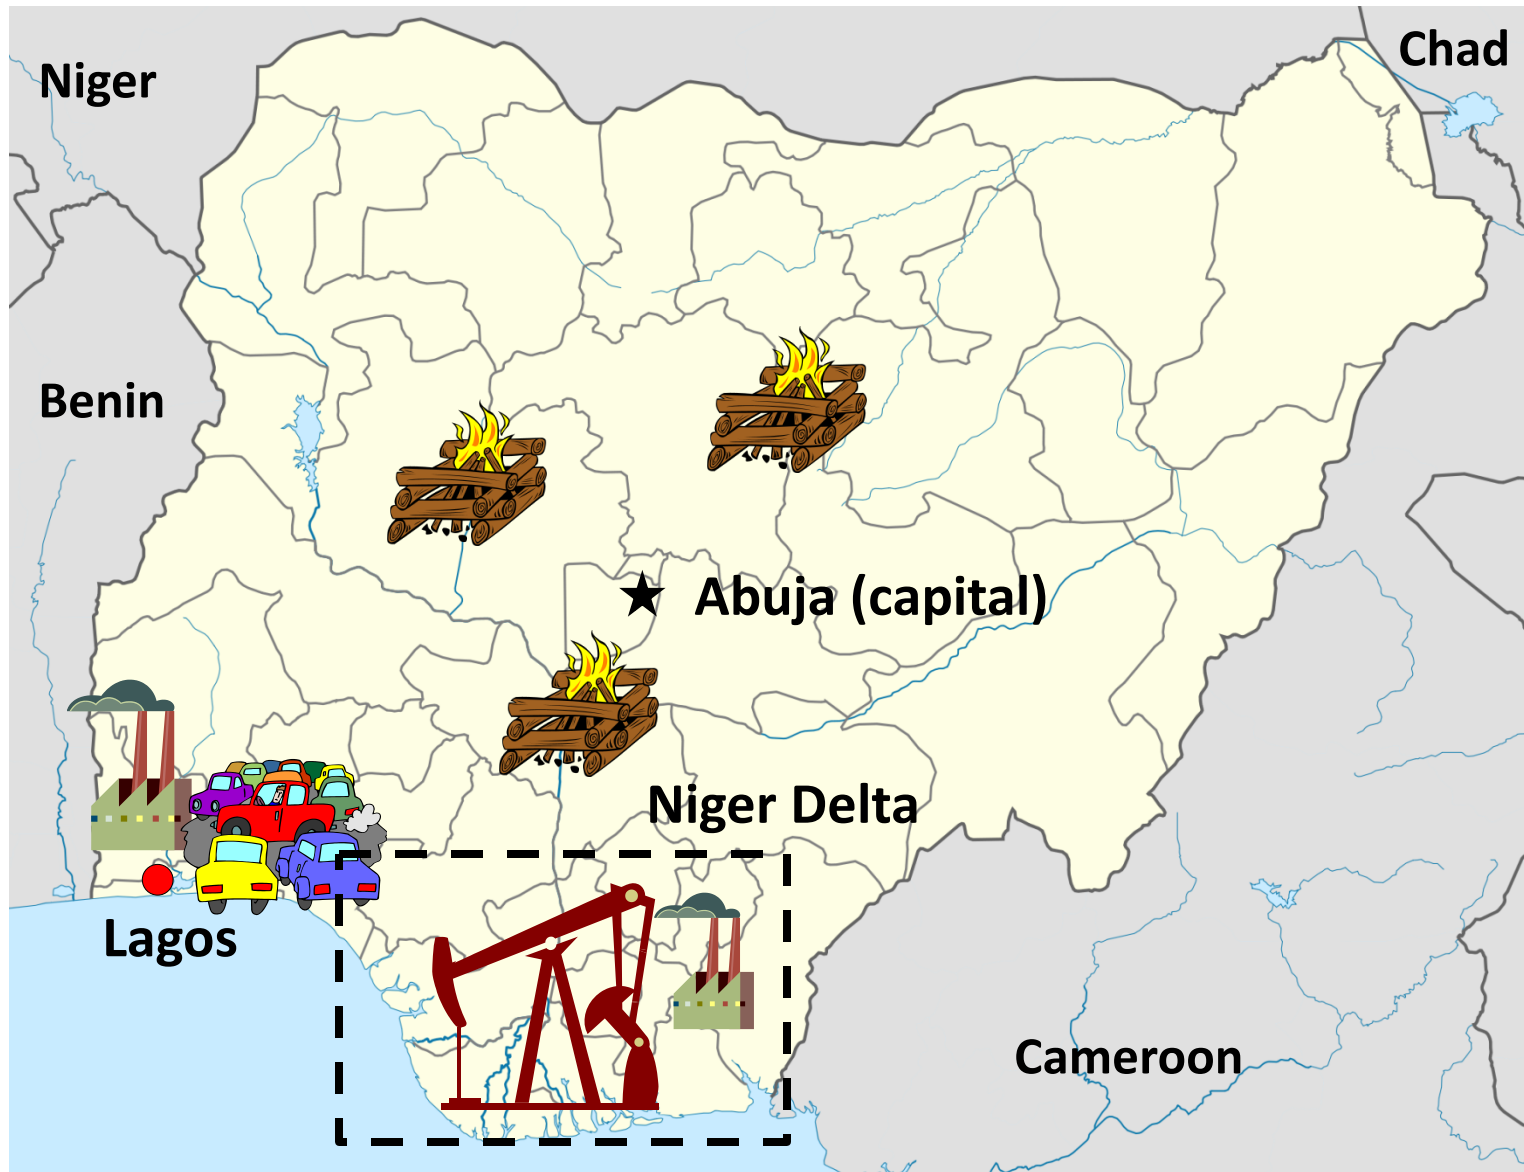 Niger
Chad
Benin
Abuja (capital)
Niger Delta
Lagos
Cameroon